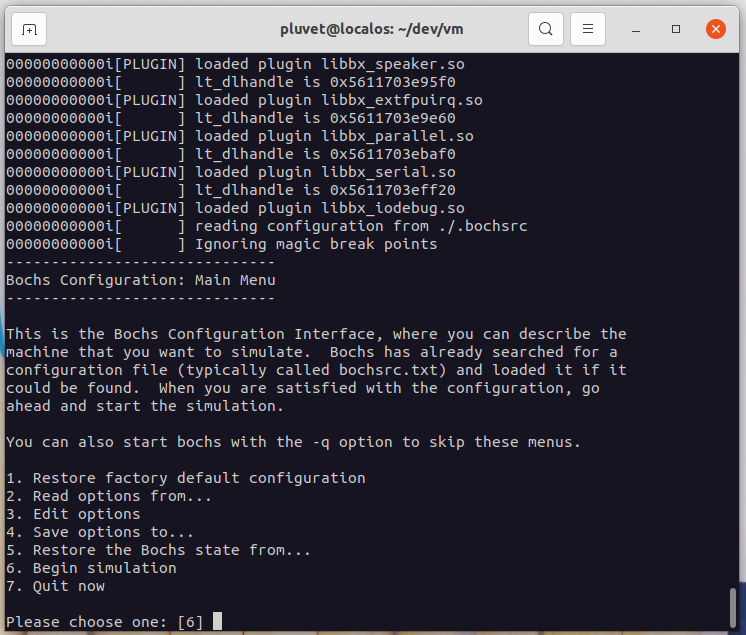 pluvet@localos: ~/dev/vm
00000000000i[PLUGIN] loaded plugin libbx_speaker.so
00000000000i[      ] lt_dlhandle is 0x5611703e95f0
00000000000i[PLUGIN] loaded plugin libbx_extfpuirq.so
00000000000i[      ] lt_dlhandle is 0x5611703e9e60
00000000000i[PLUGIN] loaded plugin libbx_parallel.so
00000000000i[      ] lt_dlhandle is 0x5611703ebaf0
00000000000i[PLUGIN] loaded plugin libbx_serial.so
00000000000i[      ] lt_dlhandle is 0x5611703eff20
00000000000i[PLUGIN] loaded plugin libbx_iodebug.so
00000000000i[      ] reading configuration from ./.bochsrc
00000000000i[      ] Ignoring magic break points
------------------------------
Bochs Configuration: Main Menu
------------------------------
This is the Bochs Configuration Interface, where you can describe the
machine that you want to simulate.  Bochs has already searched for a
configuration file (typically called bochsrc.txt) and loaded it if it
could be found.  When you are satisfied with the configuration, go
ahead and start the simulation.
You can also start bochs with the -q option to skip these menus.
1. Restore factory default configuration
2. Read options from...
3. Edit options
4. Save options to...
5. Restore the Bochs state from...
6. Begin simulation
7. Quit now
Please choose one: [6]